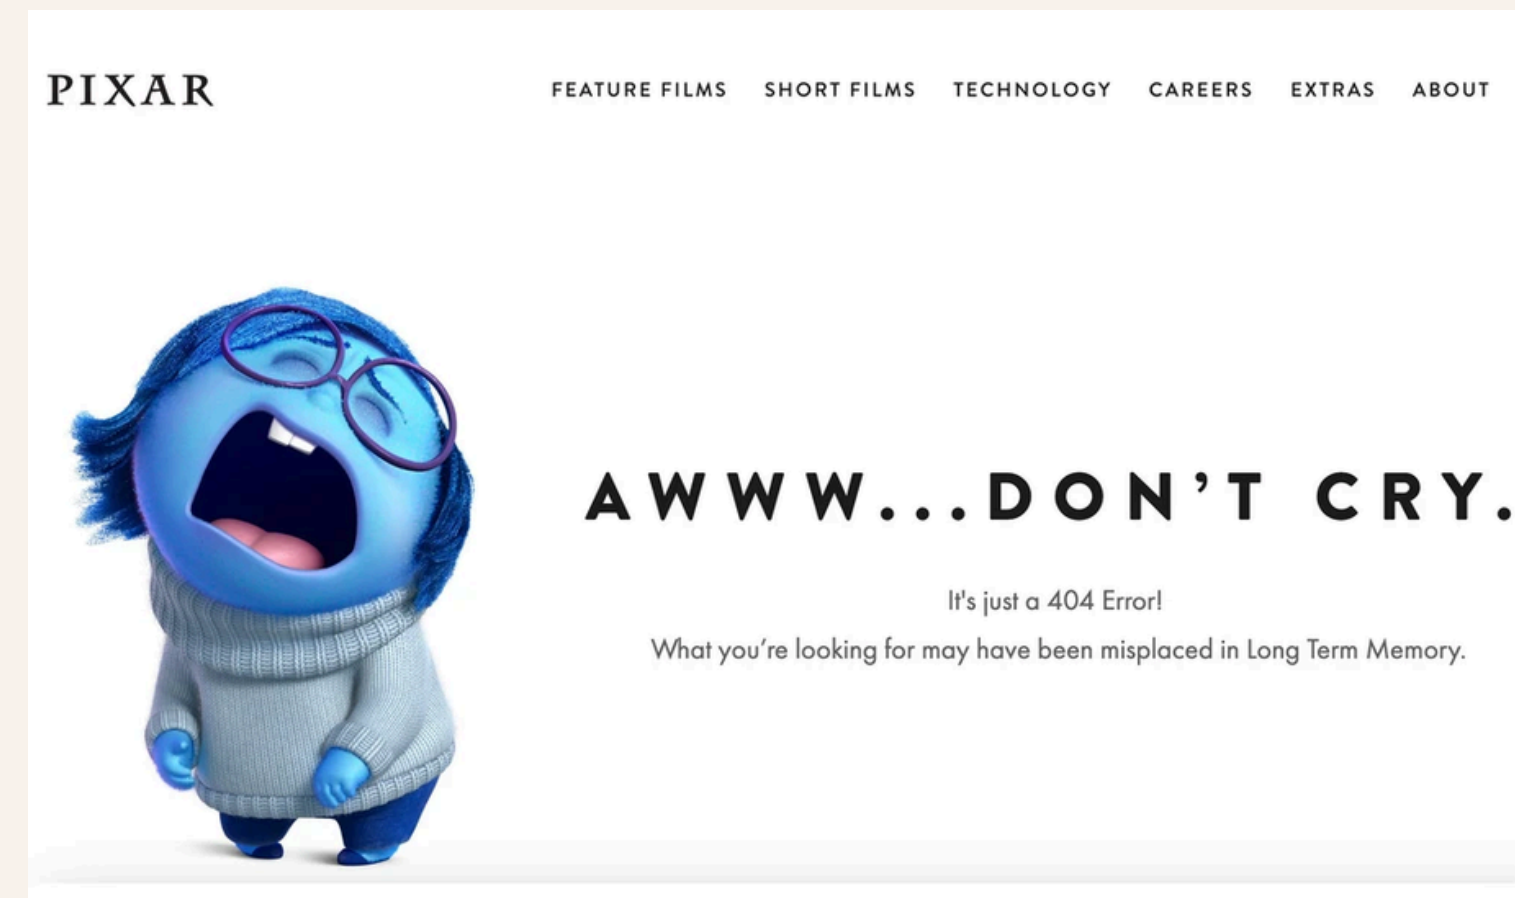 PIXAR
FEATURE FILMS SHORT FILMS TECHNOLOGY CAREERS EXTRAS ABOUT
AWWW...DON’T CRY.
It's just a 404 Error!
What you’re looking for may have been misplaced in Long Term Memory.